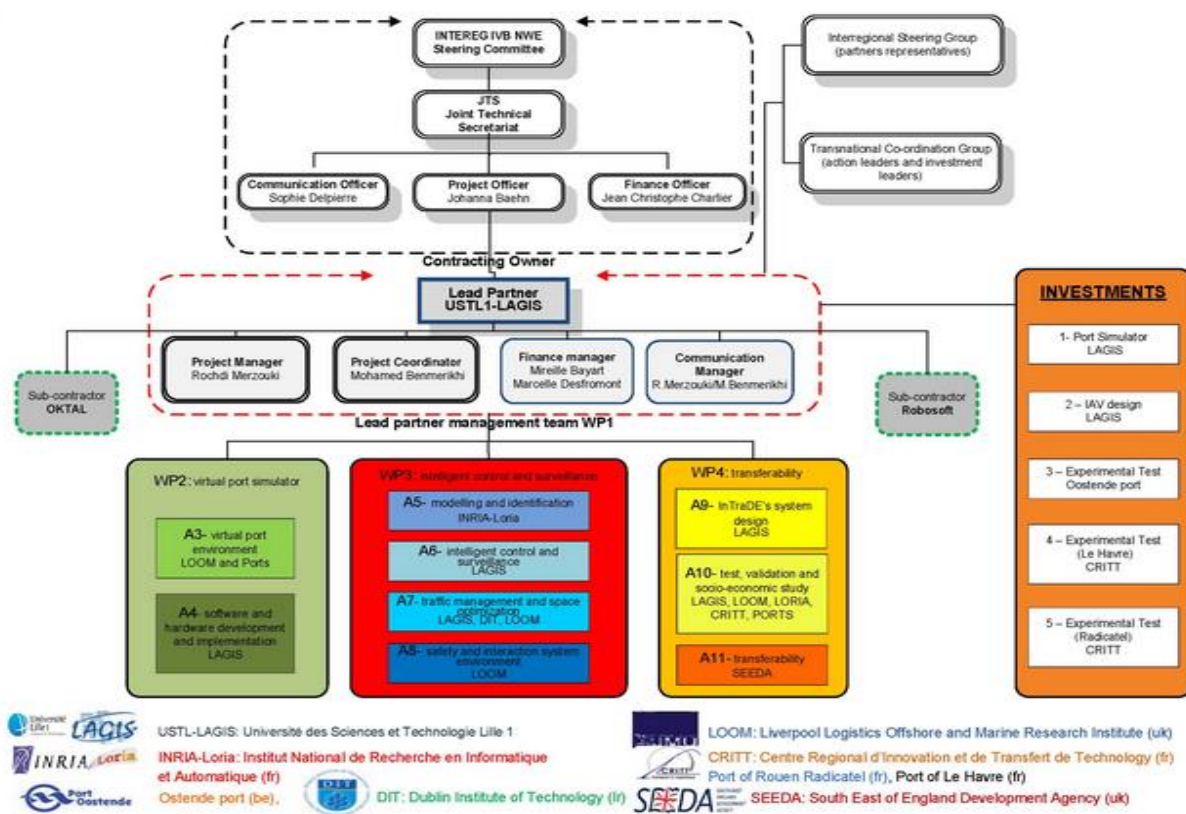 INTEREG IVB NWE
Steering Committee
JTS
Joint Technical
Secretariat
Communication Officer
Sophie Delpierre
Project Officer
Johanna Baehn
Finance Officer
Jean Christophe Charlier
Interregional Steering Group
(partners representatives)
Transnational Co-ordination Group
(action leaders and investment
leaders)
Contracting Owner
Lead Partner
USTL1-LAGIS
Project Manager
Rochdi Merzouki
Project Coordinator
Mohamed Benmerikhi
Finance manager
Mireille Bayart
Marcelle Desfromont
Communication
Manager
R.Merzouki/M.Benmerikhi
Sub-contractor
OKTAL
Sub-contractor
Robosoft
Lead partner management team WP1
WP2: virtual port simulator
A3- virtual port
environment
LOOM and Ports
A4- software and
hardware development
and implementation
LAGIS
WP3: intelligent control and surveillance
A5- modelling and identification
INRIA-Loria
A6- intelligent control and
surveillance
LAGIS
A7- traffic management and space
optimization
LAGIS, DIT, LOOM
A8- safety and interaction system
environment
LOOM
WP4: transferability
A9- InTraDE's system
design
LAGIS
A10- test, validation and
socio-economic study
LAGIS, LOOM, LORIA,
CRITT, PORTS
A11- transferability
SEEDA
INVESTMENTS
1- Port Simulator
LAGIS
2 – IAV design
LAGIS
3 – Experimental Test
Oostende port
4 – Experimental Test
(Le Havre)
CRITT
5 – Experimental Test
(Radicatel)
CRITT
Université
Lille1
LAGIS
USTL-LAGIS: Université des Sciences et Technologie Lille 1
INRIA Loria
INRIA-Loria: Institut National de Recherche en Informatique
et Automatique (fr)
Port
Oostende
Ostende port (be),
DIT
DIT: Dublin Institute of Technology (Ir)
LOOM: Liverpool Logistics Offshore and Marine Research Institute (uk)
CRITT
CRITT: Centre Regional d'Innovation et de Transfert de Technology (fr)
Port of Rouen Radicatel (fr), Port of Le Havre (fr)
SEEDA
SEEDA: South East of England Development Agency (uk)